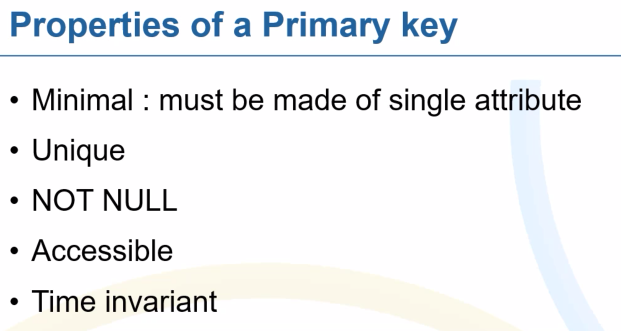 Properties of a Primary key
• Minimal : must be made of single attribute
• Unique
• NOT NULL
• Accessible
• Time invariant